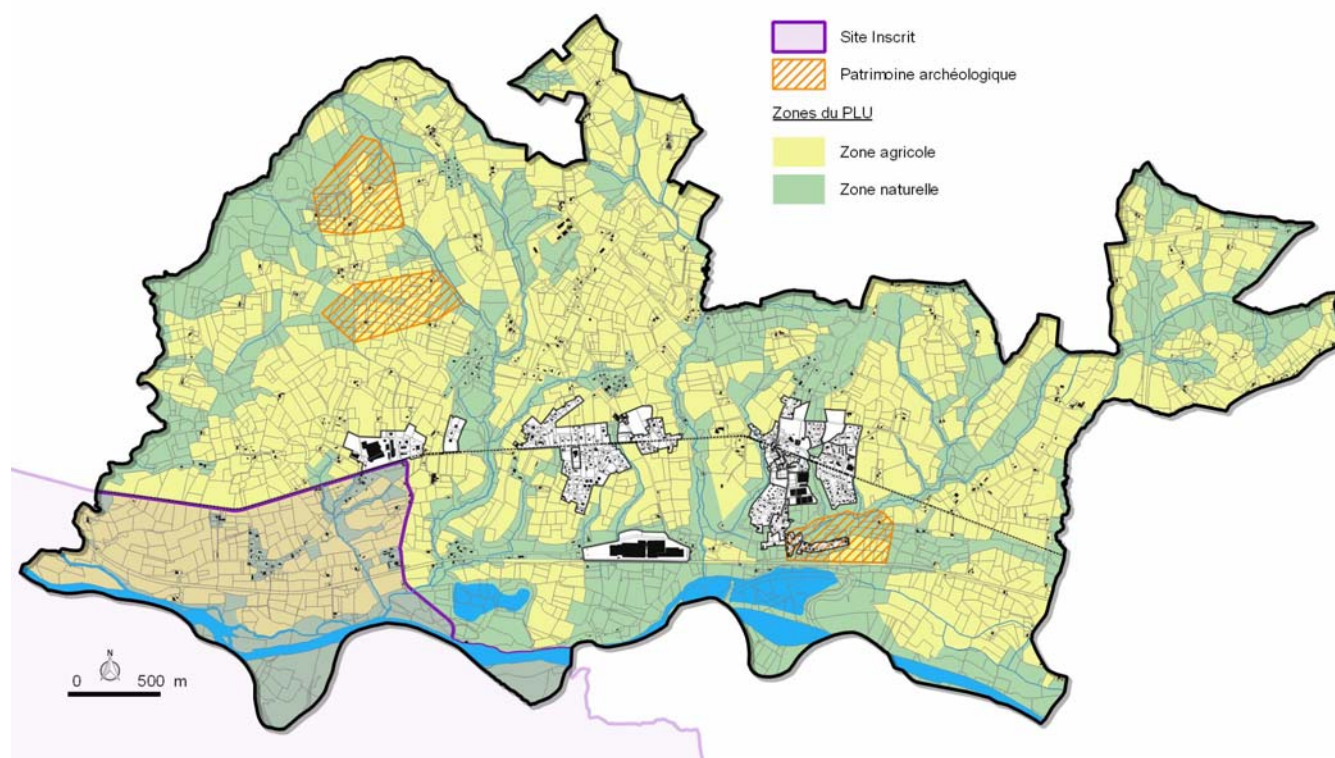 Site Inscrit
Patrimoine archéologique
Zones du PLU
Zone agricole
Zone naturelle
N
0 500 m